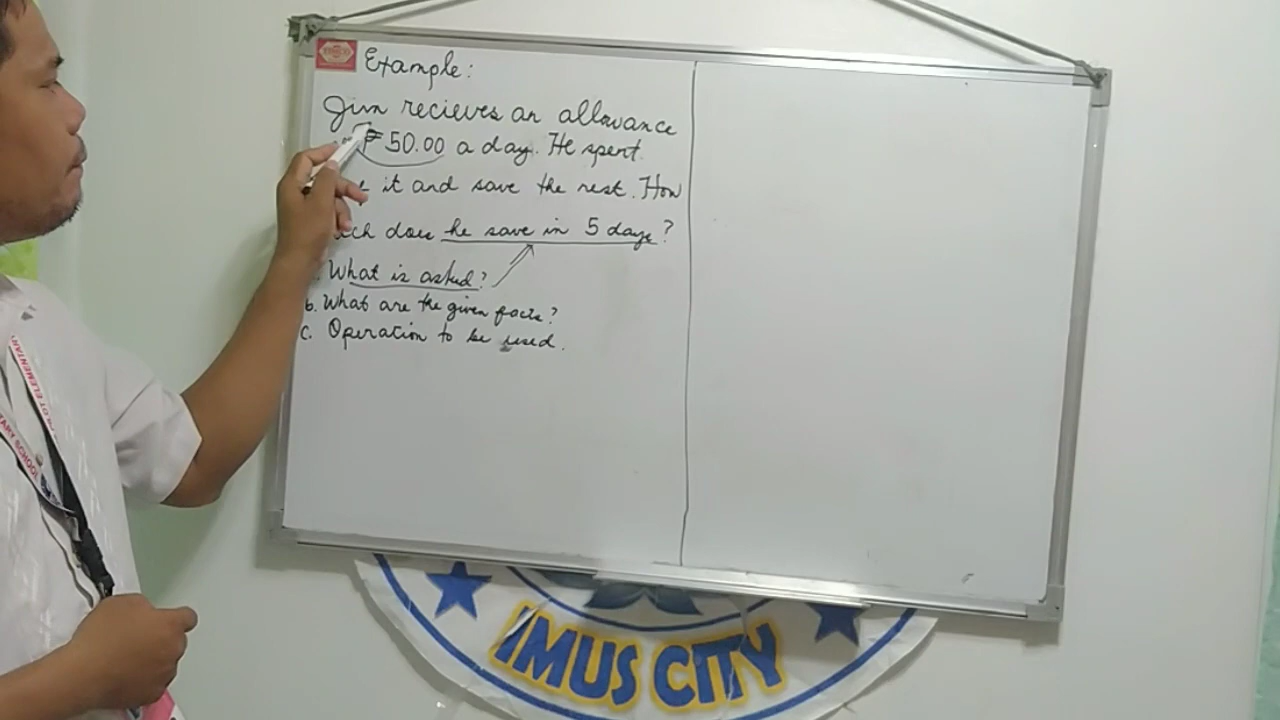 Example:
Jim recieves an allowance
₱50.00 a day. He spent
it and save the rest. How
does he save in 5 days?
What is asked?
b. What are the given facts?
c. Operation to be used.
IMUS CITY